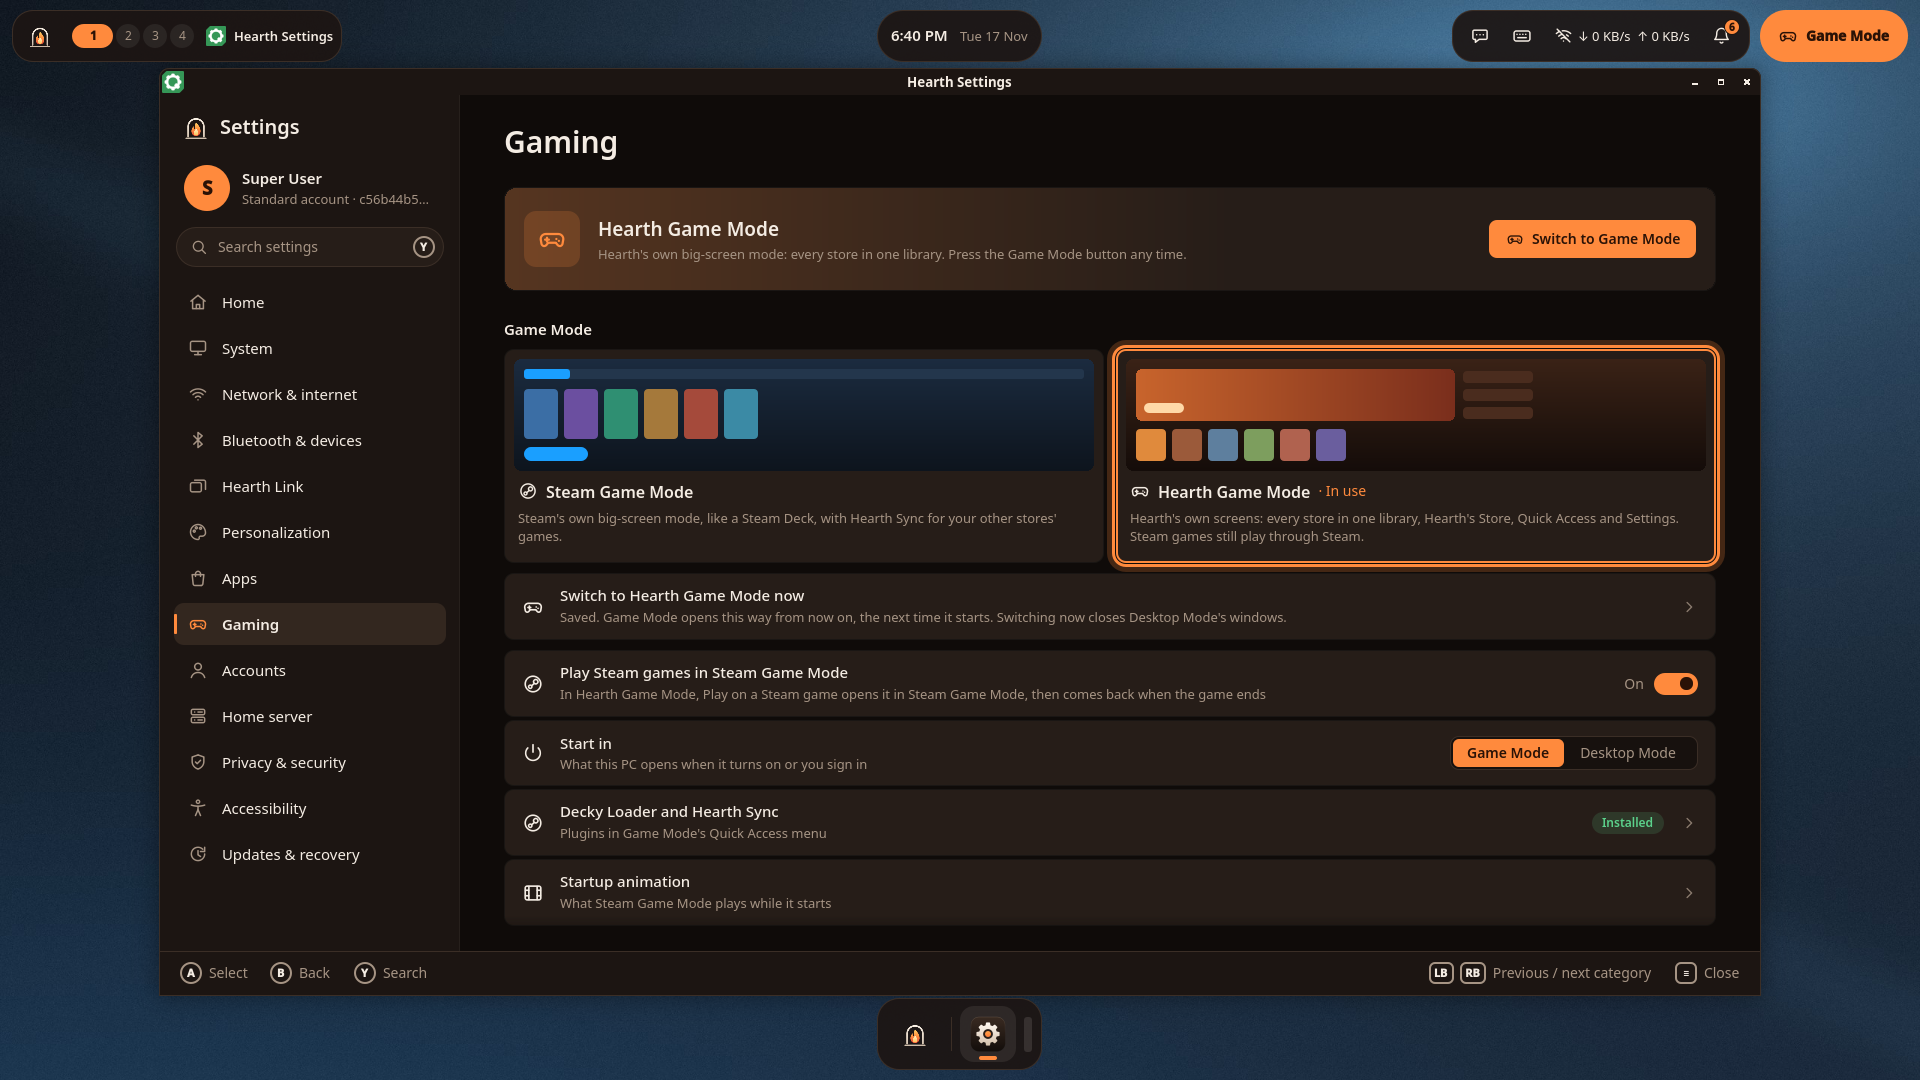 1 2 3 4 Hearth Settings
6:40 PM Tue 17 Nov
↓ 0 KB/s ↑ 0 KB/s
6
Game Mode
Hearth Settings
Settings
S
Super User
Standard account · c56b44b5...
Search settings Y
Home
System
Network & internet
Bluetooth & devices
Hearth Link
Personalization
Apps
Gaming
Accounts
Home server
Privacy & security
Accessibility
Updates & recovery
Gaming
Hearth Game Mode
Hearth's own big-screen mode: every store in one library. Press the Game Mode button any time.
Switch to Game Mode
Game Mode
Steam Game Mode
Steam's own big-screen mode, like a Steam Deck, with Hearth Sync for your other stores'
games.
Hearth Game Mode · In use
Hearth's own screens: every store in one library, Hearth's Store, Quick Access and Settings.
Steam games still play through Steam.
Switch to Hearth Game Mode now
Saved. Game Mode opens this way from now on, the next time it starts. Switching now closes Desktop Mode's windows.
Play Steam games in Steam Game Mode
In Hearth Game Mode, Play on a Steam game opens it in Steam Game Mode, then comes back when the game ends
On
Start in
What this PC opens when it turns on or you sign in
Game Mode Desktop Mode
Decky Loader and Hearth Sync
Plugins in Game Mode's Quick Access menu
Installed
Startup animation
What Steam Game Mode plays while it starts
A Select B Back Y Search
LB RB Previous / next category ≡ Close